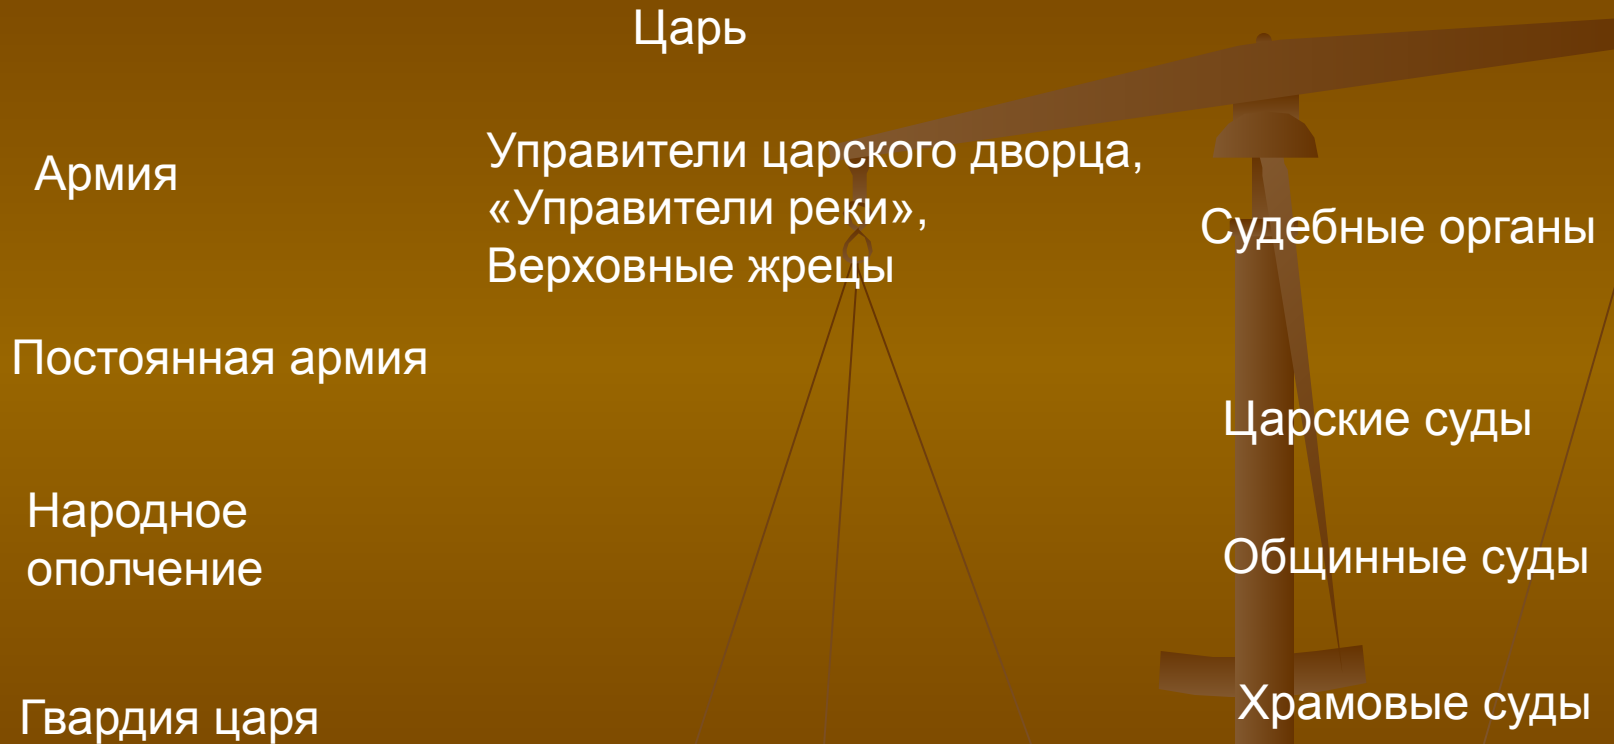 Царь
Армия
Управители царского дворца,
«Управители реки»,
Верховные жрецы
Судебные органы
Постоянная армия
Царские суды
Народное
ополчение
Общинные суды
Гвардия царя
Храмовые суды